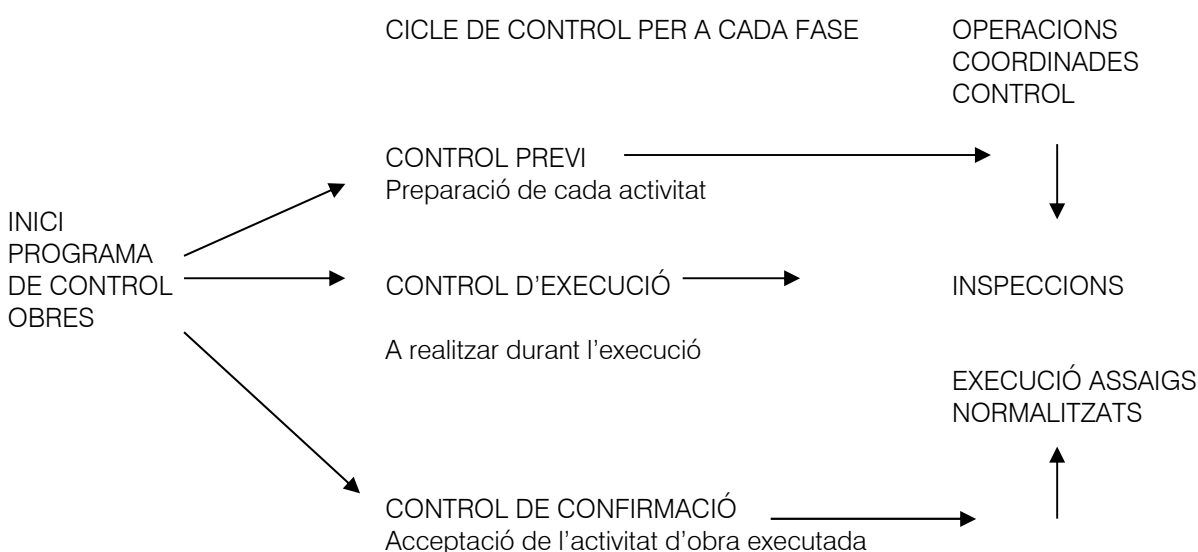 CICLE DE CONTROL PER A CADA FASE
OPERACIONS
COORDINADES
CONTROL
CONTROL PREVI
Preparació de cada activitat
INICI
PROGRAMA
DE CONTROL
OBRES
CONTROL D'EXECUCIÓ
INSPECCIONS
A realitzar durant l'execució
EXECUCIÓ ASSAIGS
NORMALITZATS
CONTROL DE CONFIRMACIÓ
Acceptació de l'activitat d'obra executada